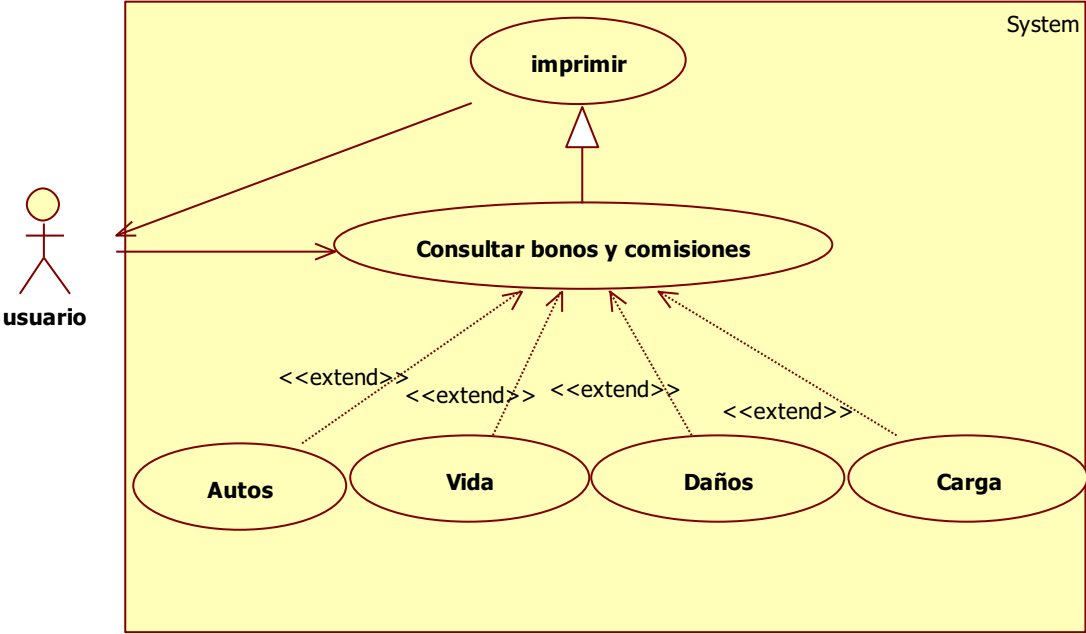 System
imprimir
Consultar bonos y comisiones
usuario
<<extend>>
<<extend>>
<<extend>>
<<extend>>
Autos
Vida
Daños
Carga